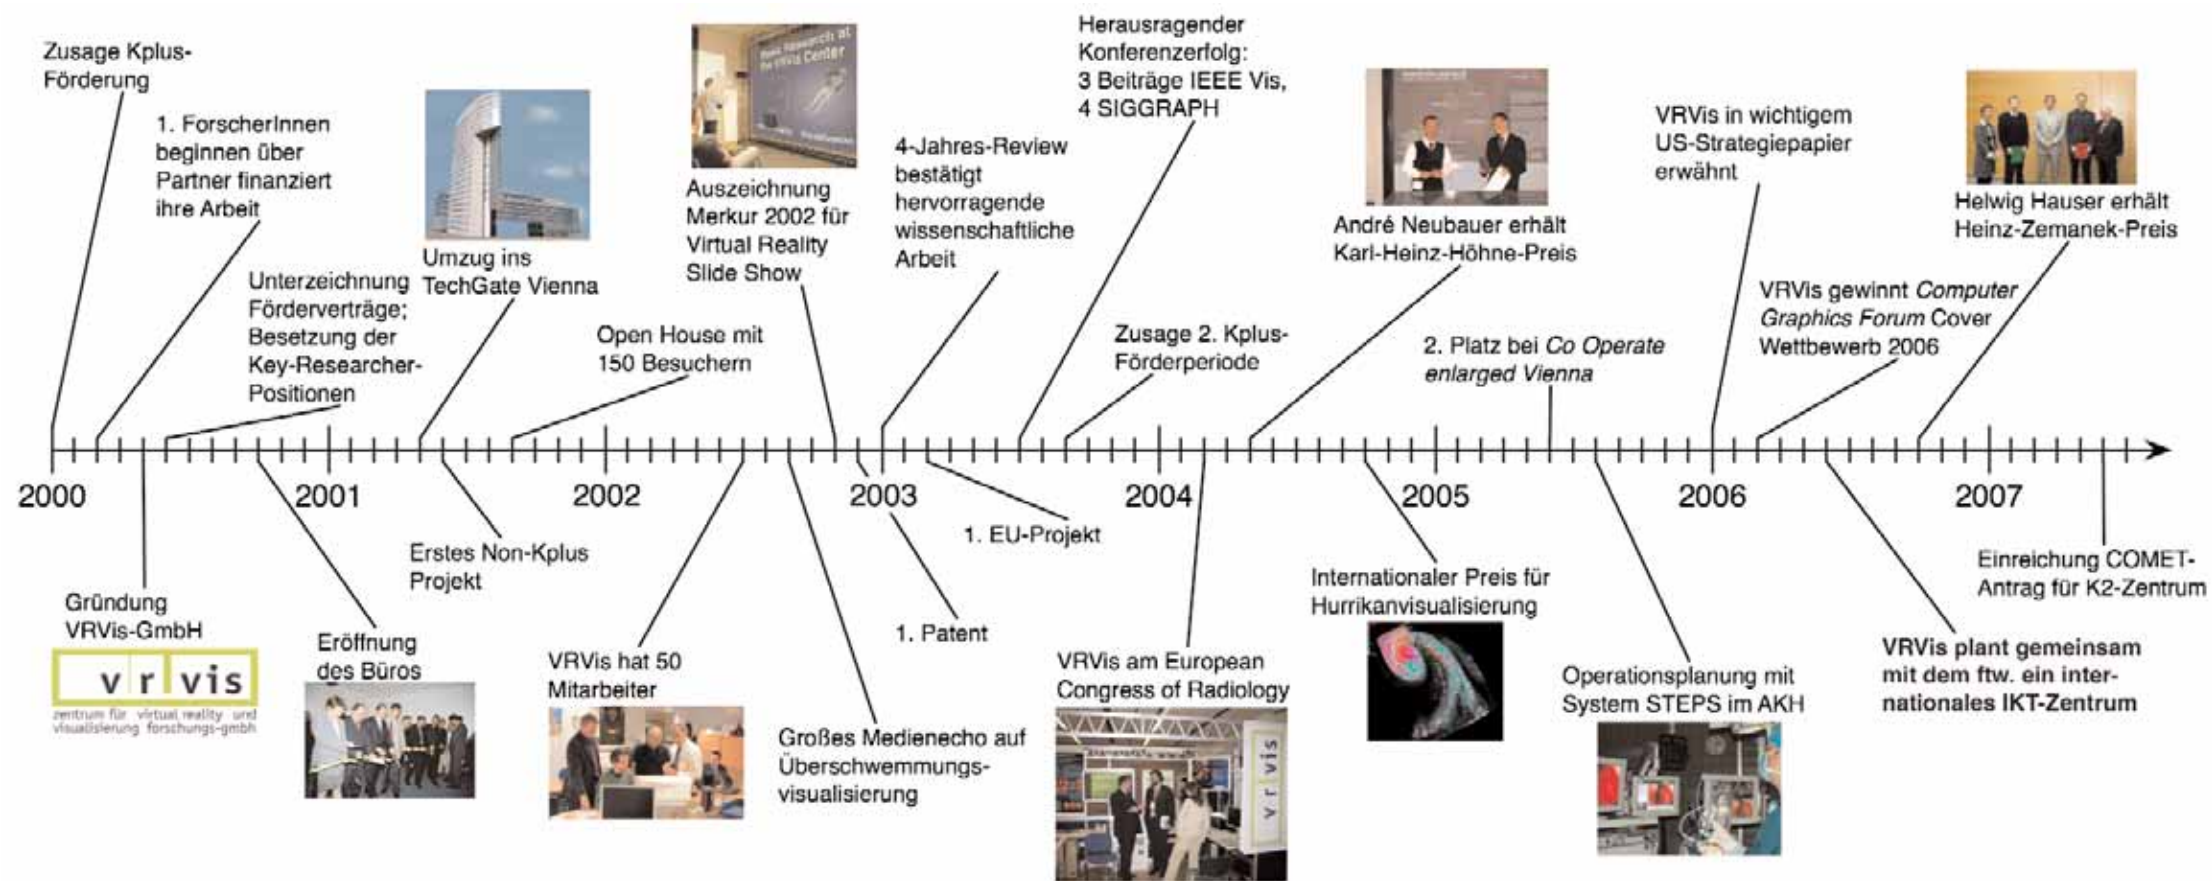 Zusage Kplus-
Förderung
1. ForscherInnen
beginnen über
Partner finanziert
ihre Arbeit
Unterzeichnung
Förderverträge;
Besetzung der
Key-Researcher-
Positionen
Umzug ins
TechGate Vienna
Open House mit
150 Besuchern
Basic Research at
the VRVis Center
Auszeichnung
Merkur 2002 für
Virtual Reality
Slide Show
4-Jahres-Review
bestätigt
hervorragende
wissenschaftliche
Arbeit
Herausragender
Konferenzerfolg:
3 Beiträge IEEE Vis,
4 SIGGRAPH
Zusage 2. Kplus-
Förderperiode
André Neubauer erhält
Karl-Heinz-Höhne-Preis
2. Platz bei Co Operate
enlarged Vienna
VRVis in wichtigem
US-Strategiepapier
erwähnt
VRVis gewinnt Computer
Graphics Forum Cover
Wettbewerb 2006
Helwig Hauser erhält
Heinz-Zemanek-Preis
2000 2001 2002 2003 2004 2005 2006 2007
Gründung
VRVis-GmbH
vrvis
zentrum für virtual reality und
visualisierung forschungs-gmbh
Eröffnung
des Büros
Erstes Non-Kplus
Projekt
VRVis hat 50
Mitarbeiter
Großes Medienecho auf
Überschwemmungs-
visualisierung
1. Patent
1. EU-Projekt
VRVis am European
Congress of Radiology
vrvis
Internationaler Preis für
Hurrikanvisualisierung
Operationsplanung mit
System STEPS im AKH
VRVis plant gemeinsam
mit dem ftw. ein inter-
nationales IKT-Zentrum
Einreichung COMET-
Antrag für K2-Zentrum